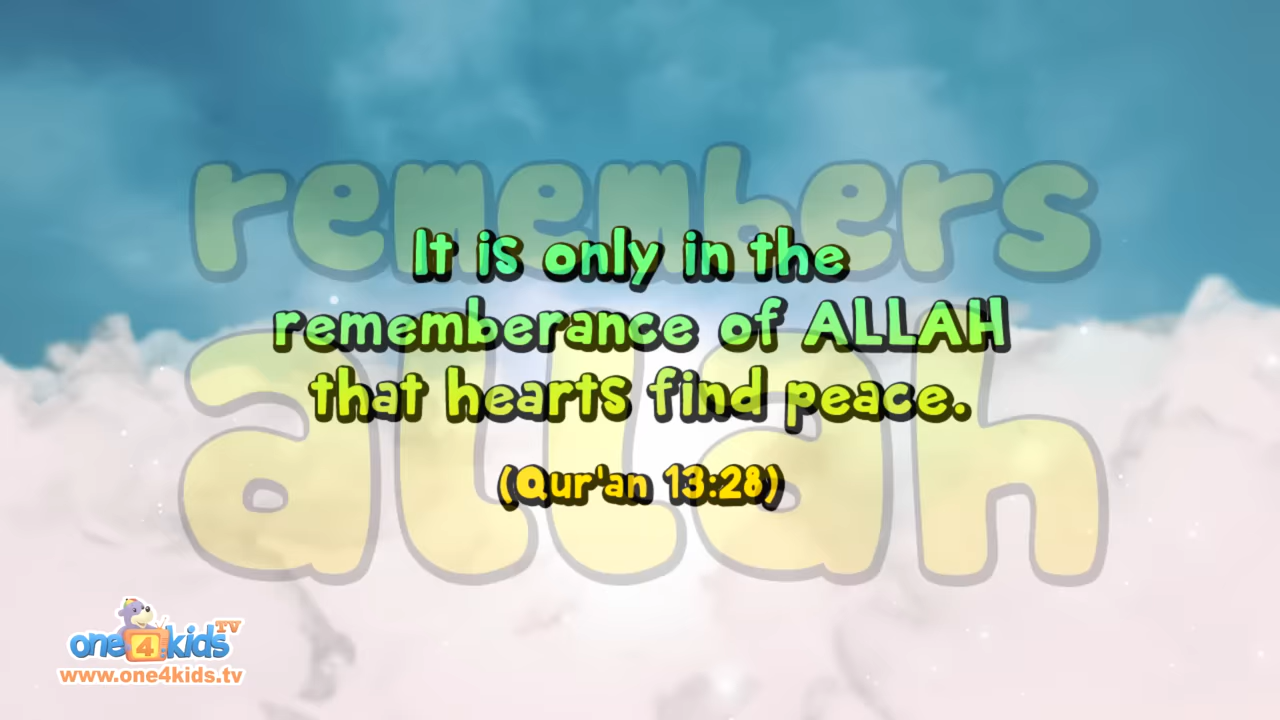 remembers
allah
It is only in the
rememberance of ALLAH
that hearts find peace.
(Qur'an 13:28)
one4kids TV
www.one4kids.tv